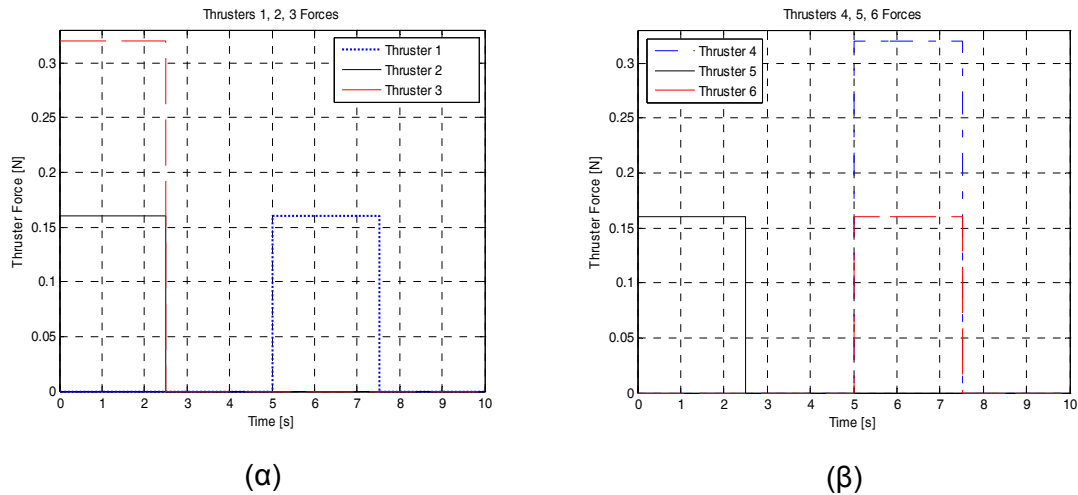 Thrusters 1, 2, 3 Forces
Thruster Force [N]
0.3
0.25
0.2
0.15
0.1
0.05
0
Thruster 1
Thruster 2
Thruster 3
0 1 2 3 4 5 6 7 8 9 10
Time [s]
(α)
Thrusters 4, 5, 6 Forces
Thruster Force [N]
0.3
0.25
0.2
0.15
0.1
0.05
0
Thruster 4
Thruster 5
Thruster 6
0 1 2 3 4 5 6 7 8 9 10
Time [s]
(β)